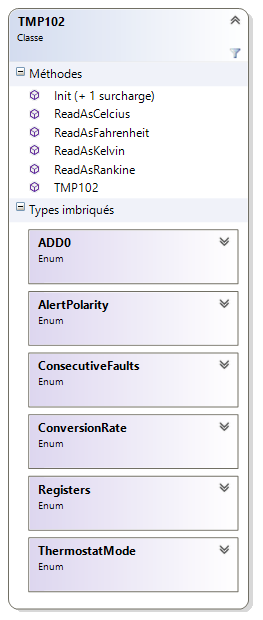 TMP102
Classe
Méthodes
Init (+ 1 surcharge)
ReadAsCelcius
ReadAsFahrenheit
ReadAsKelvin
ReadAsRankine
TMP102
Types imbriqués
ADD0
Enum
AlertPolarity
Enum
ConsecutiveFaults
Enum
ConversionRate
Enum
Registers
Enum
ThermostatMode
Enum